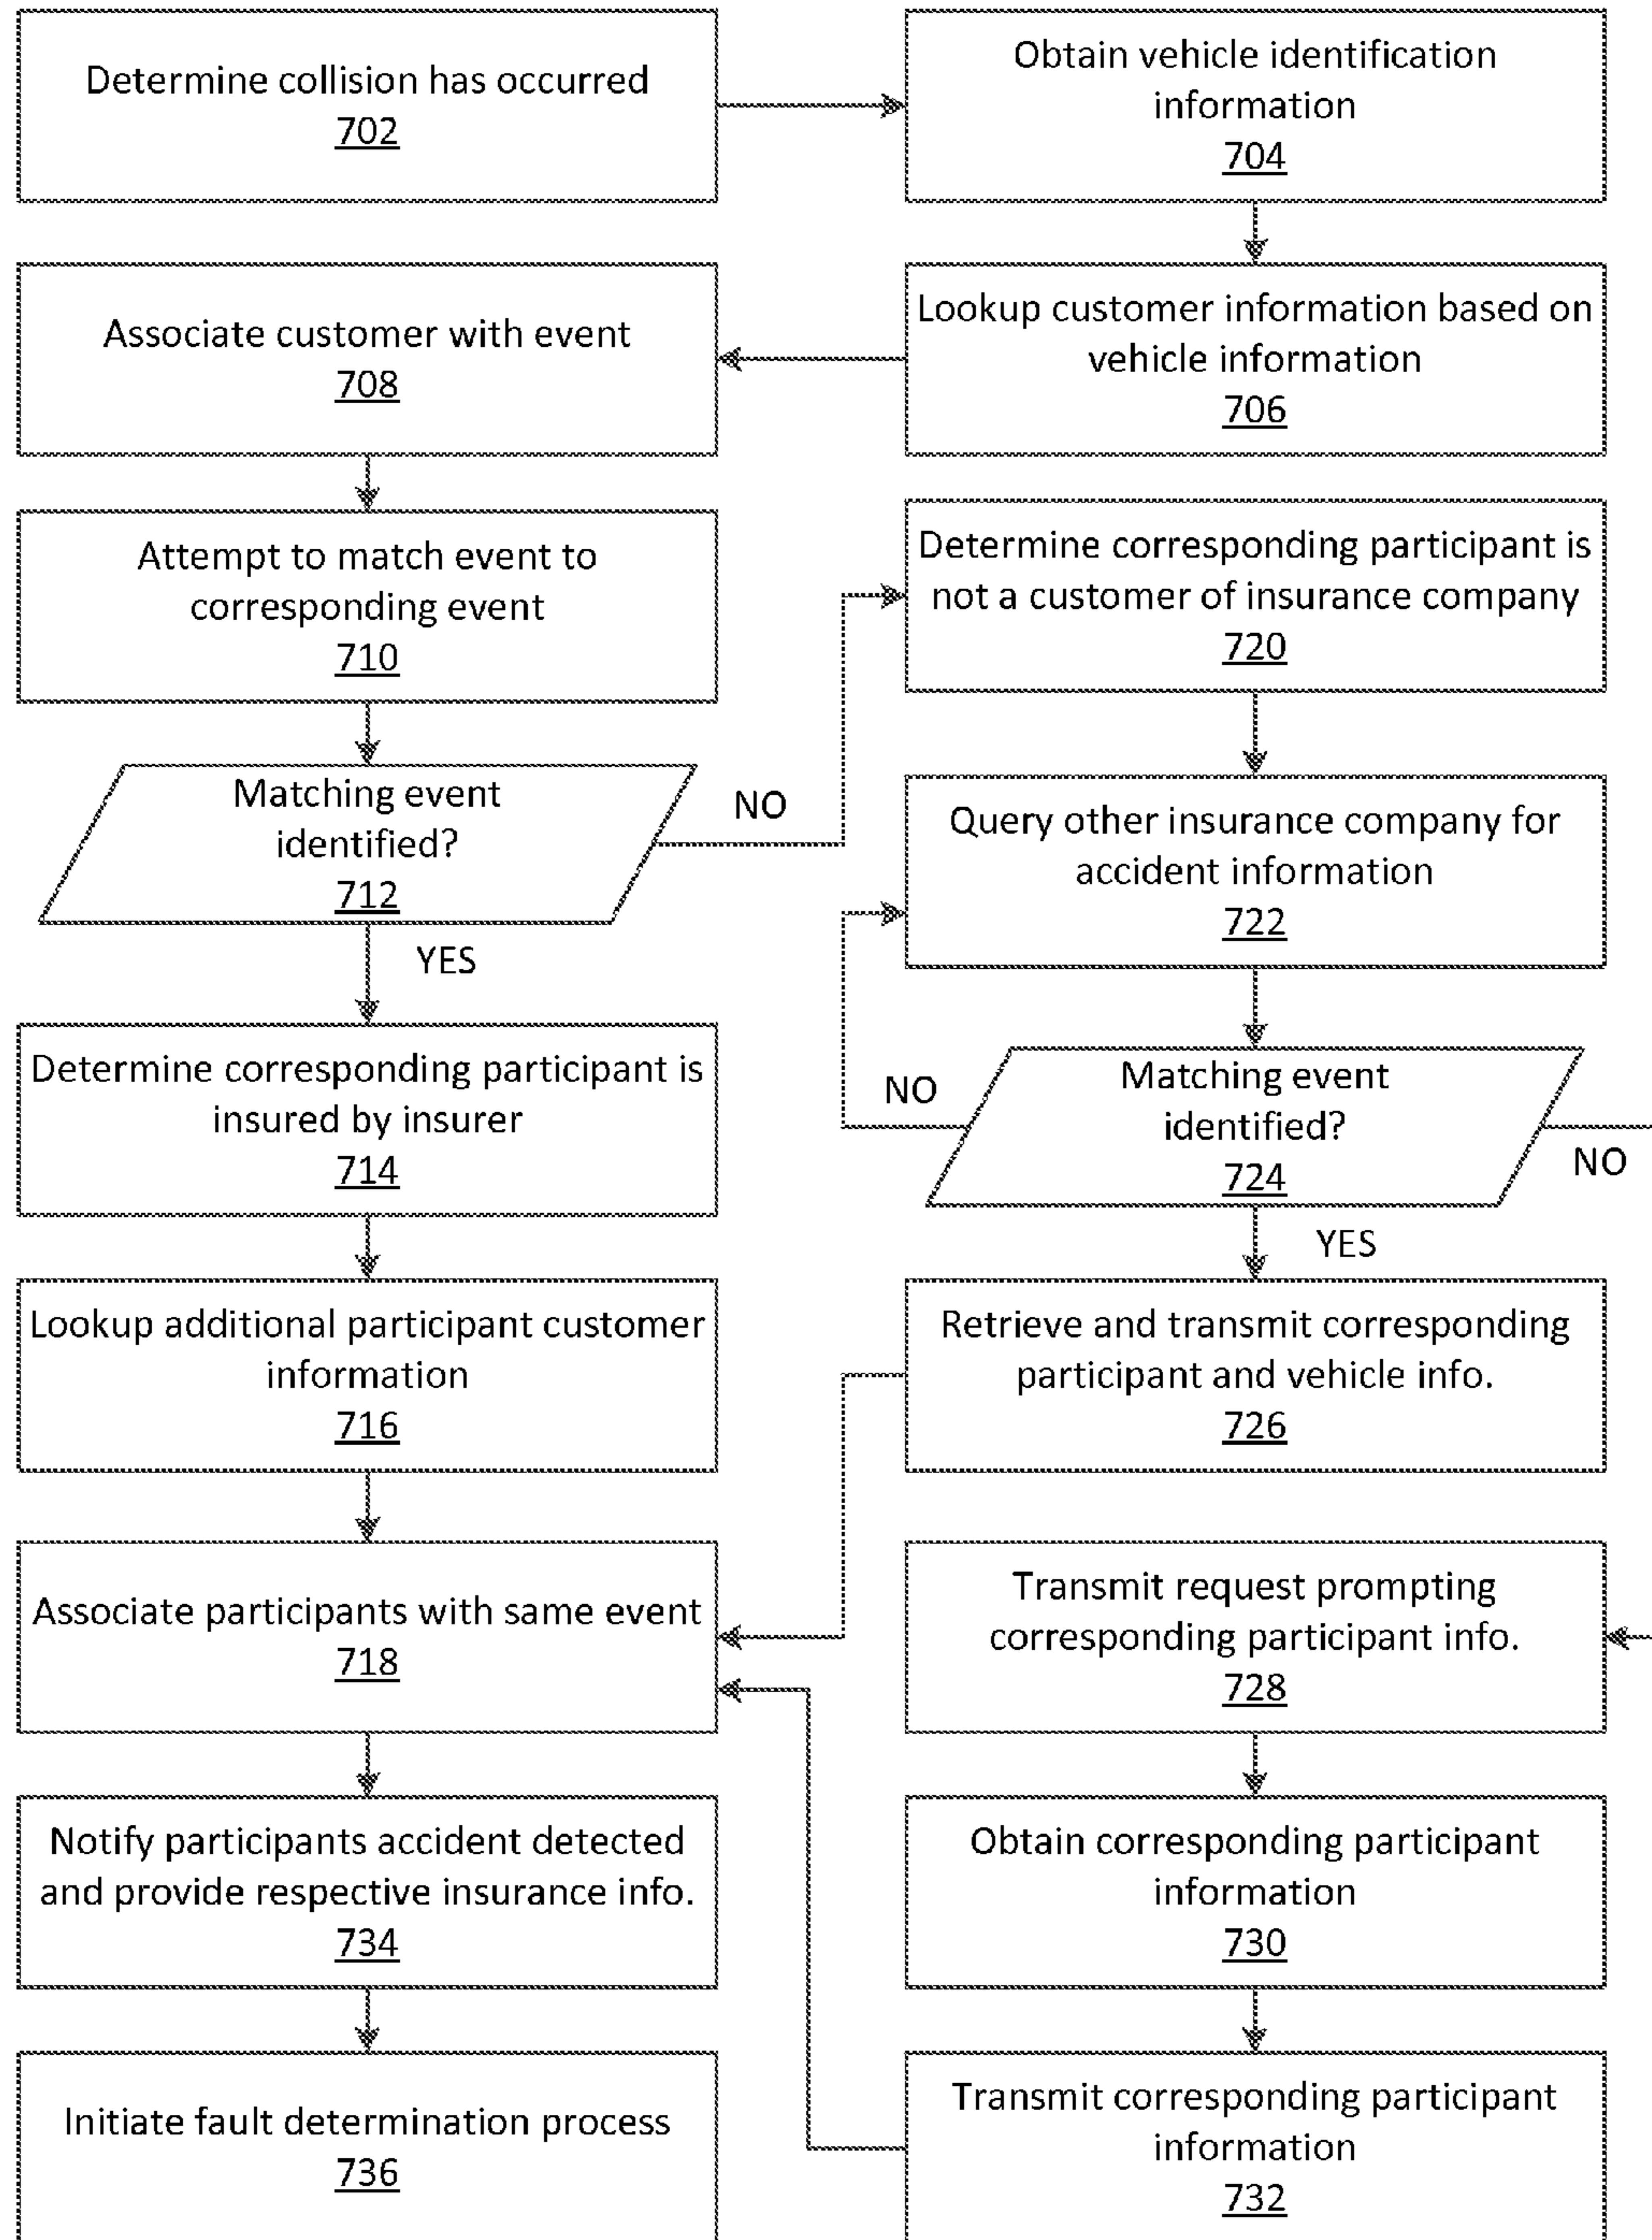 Determine collision has occurred
702
Obtain vehicle identification
information
704
Lookup customer information based on
vehicle information
706
Associate customer with event
708
Attempt to match event to
corresponding event
710
Matching event
identified?
712
NO
YES
Determine corresponding participant is
insured by insurer
714
Lookup additional participant customer
information
716
Associate participants with same event
718
Determine corresponding participant is
not a customer of insurance company
720
Query other insurance company for
accident information
722
Matching event
identified?
724
NO
NO
YES
Retrieve and transmit corresponding
participant and vehicle info.
726
Transmit request prompting
corresponding participant info.
728
Obtain corresponding participant
information
730
Transmit corresponding participant
information
732
Notify participants accident detected
and provide respective insurance info.
734
Initiate fault determination process
736